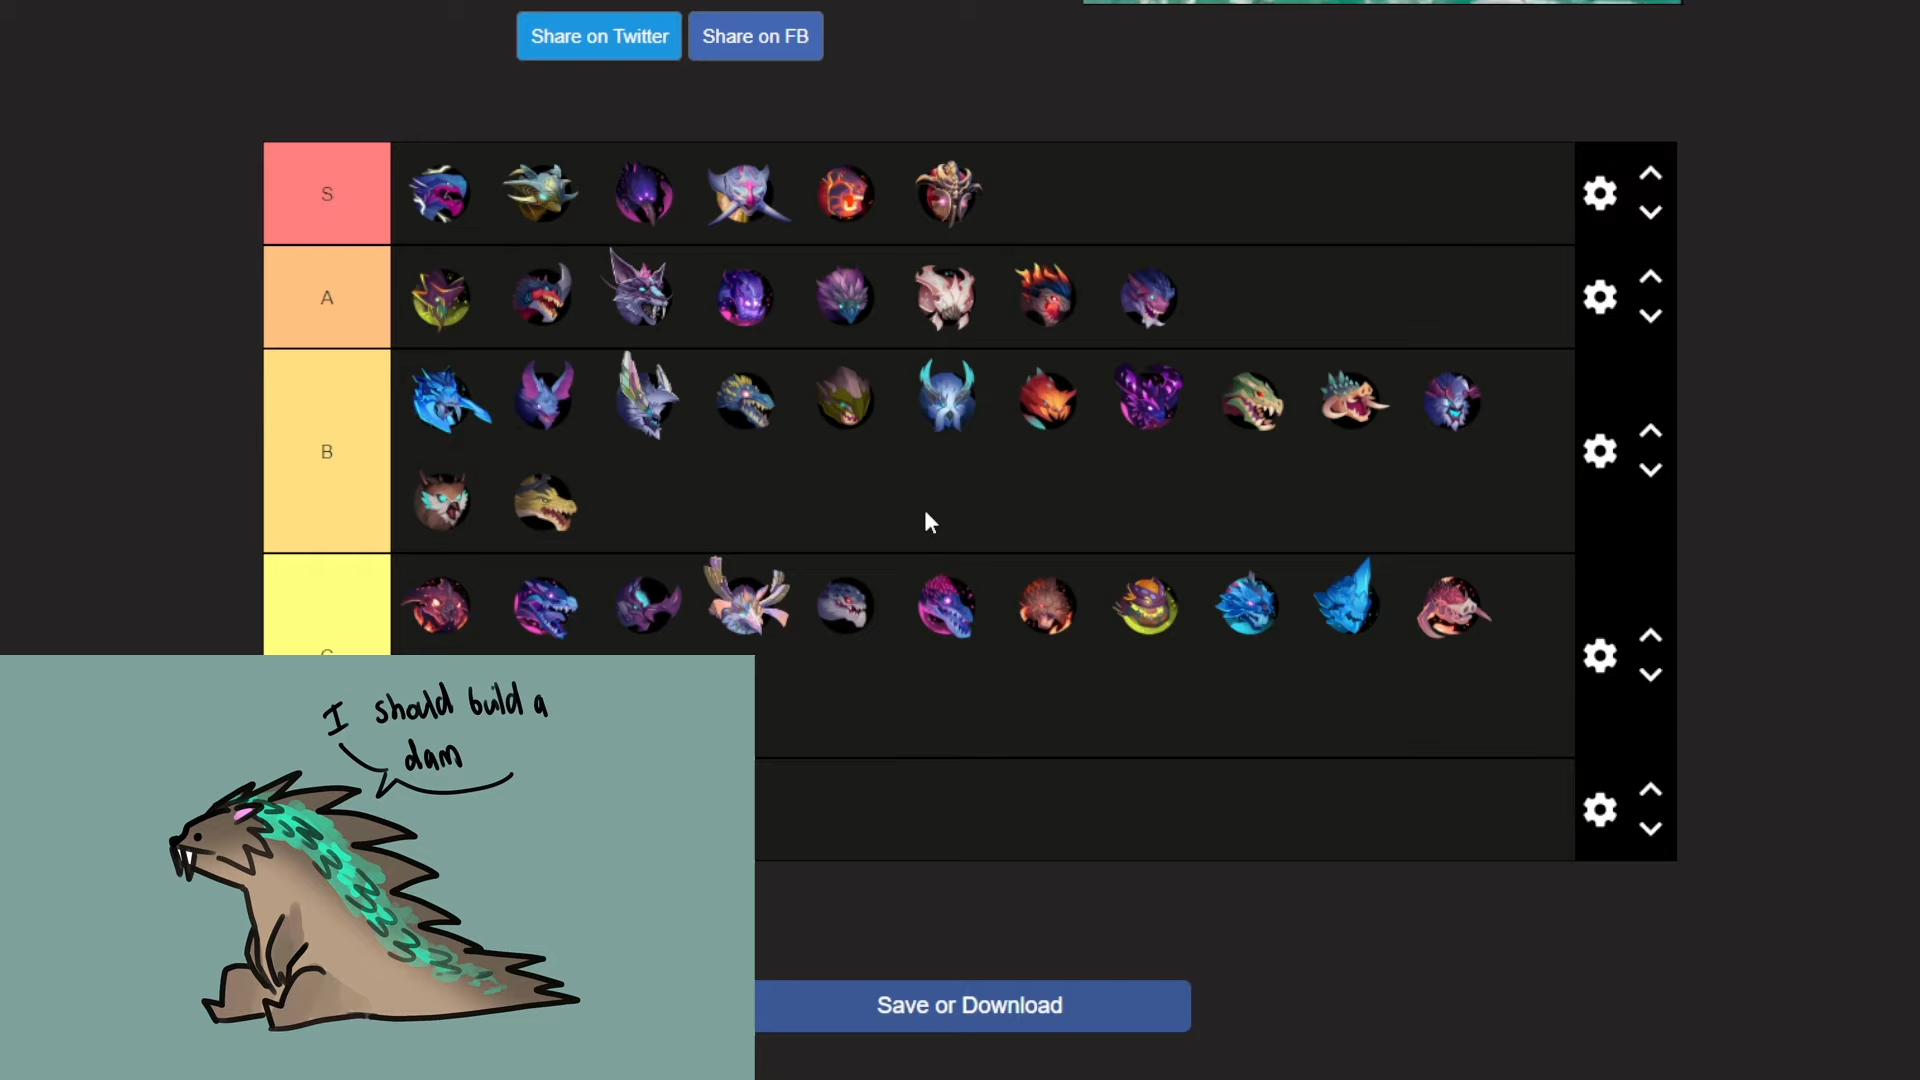 Share on Twitter
Share on FB
S
A
B
I should build a
dam
Save or Download